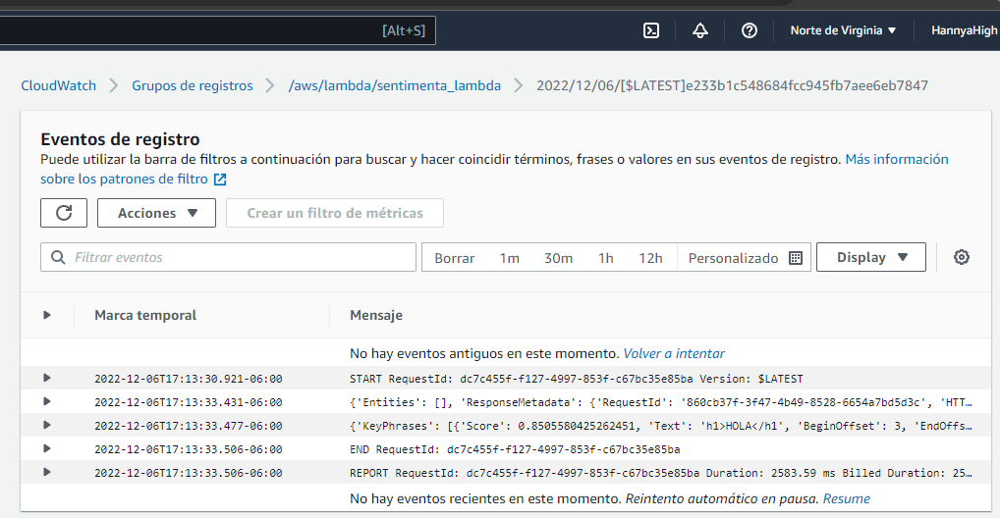 [Alt+S] Norte de Virginia HannyaHigh
CloudWatch Grupos de registros /aws/lambda/sentimenta_lambda 2022/12/06/[$LATEST]e233b1c548684fcc945fb7aee6eb7847
Eventos de registro
Puede utilizar la barra de filtros a continuación para buscar y hacer coincidir términos, frases o valores en sus eventos de registro. Más información
sobre los patrones de filtro
Acciones Crear un filtro de métricas
Filtrar eventos Borrar 1m 30m 1h 12h Personalizado Display
Marca temporal Mensaje
No hay eventos antiguos en este momento. Volver a intentar
2022-12-06T17:13:30.921-06:00 START RequestId: dc7c455f-f127-4997-853f-c67bc35e85ba Version: $LATEST
2022-12-06T17:13:33.431-06:00 {'Entities': [], 'ResponseMetadata': {'RequestId': '860cb37f-3f47-4b49-8528-6654a7bd5d3c', 'HTT…
2022-12-06T17:13:33.477-06:00 {'KeyPhrases': [{'Score': 0.8505580425262451, 'Text': 'h1>HOLA</h1', 'BeginOffset': 3, 'EndOffs…
2022-12-06T17:13:33.506-06:00 END RequestId: dc7c455f-f127-4997-853f-c67bc35e85ba
2022-12-06T17:13:33.506-06:00 REPORT RequestId: dc7c455f-f127-4997-853f-c67bc35e85ba Duration: 2583.59 ms Billed Duration: 25…
No hay eventos recientes en este momento. Reintento automático en pausa. Resume